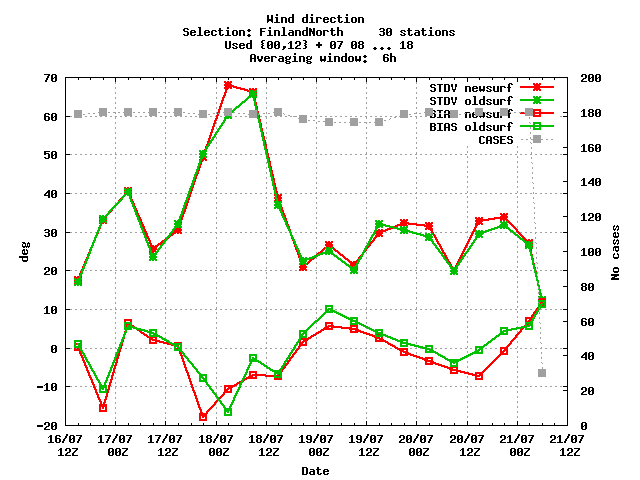 Wind direction
Selection: FinlandNorth 30 stations
Used {00,12} + 07 08 ... 18
Averaging window: 6h
70 200
STDV newsurf
STDV oldsurf
60 180
BIAS newsurf
BIAS oldsurf
CASES
50 160
40 140
30 120
20 100
10 80
0 60
-10 40
-20 20
0
deg
No cases
16/07 17/07 17/07 18/07 18/07 19/07 19/07 20/07 20/07 21/07 21/07
12Z 00Z 12Z 00Z 12Z 00Z 12Z 00Z 12Z 00Z 12Z
Date